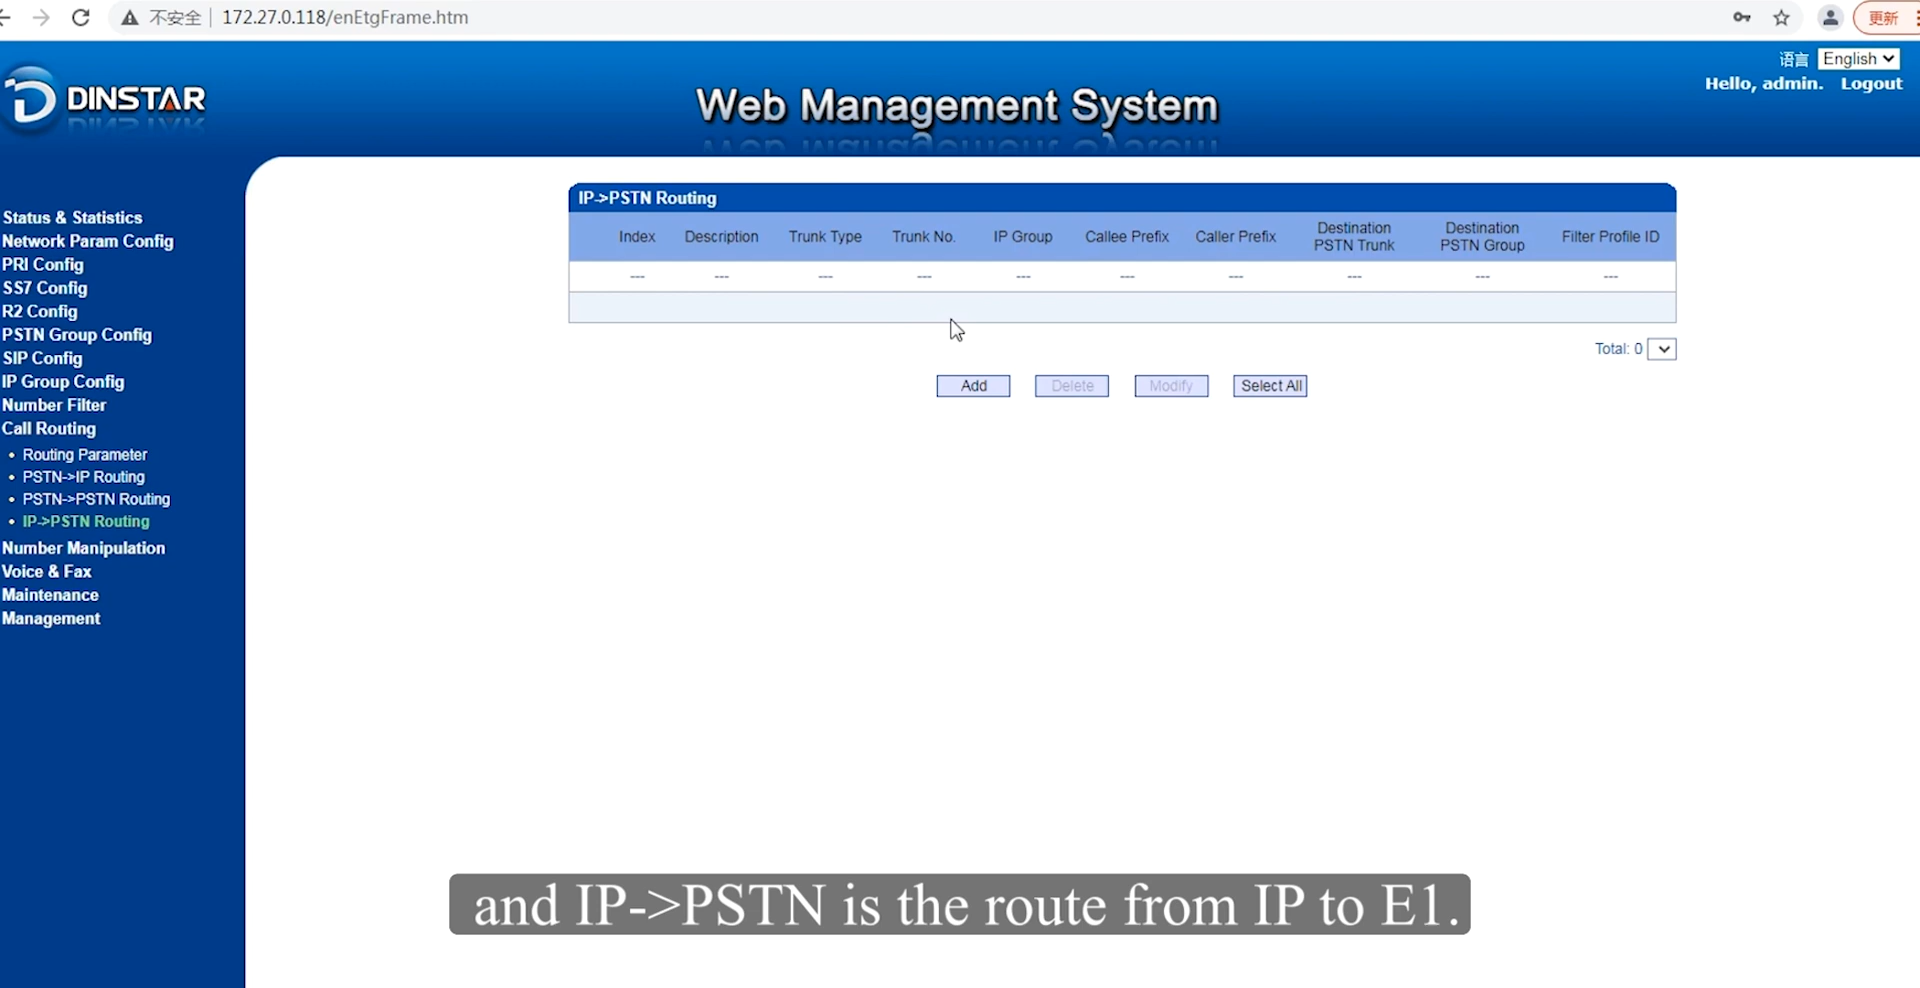 不安全 172.27.0.118/enEtgFrame.htm
更新
语言 English
Hello, admin. Logout
DINSTAR
Web Management System
Status & Statistics
Network Param Config
PRI Config
SS7 Config
R2 Config
PSTN Group Config
SIP Config
IP Group Config
Number Filter
Call Routing
Routing Parameter
PSTN->IP Routing
PSTN->PSTN Routing
IP->PSTN Routing
Number Manipulation
Voice & Fax
Maintenance
Management
IP->PSTN Routing
Index Description Trunk Type Trunk No. IP Group Callee Prefix Caller Prefix Destination PSTN Trunk Destination PSTN Group Filter Profile ID
--- --- --- --- --- --- --- --- --- ---
Total: 0
Add Delete Modify Select All
and IP->PSTN is the route from IP to E1.